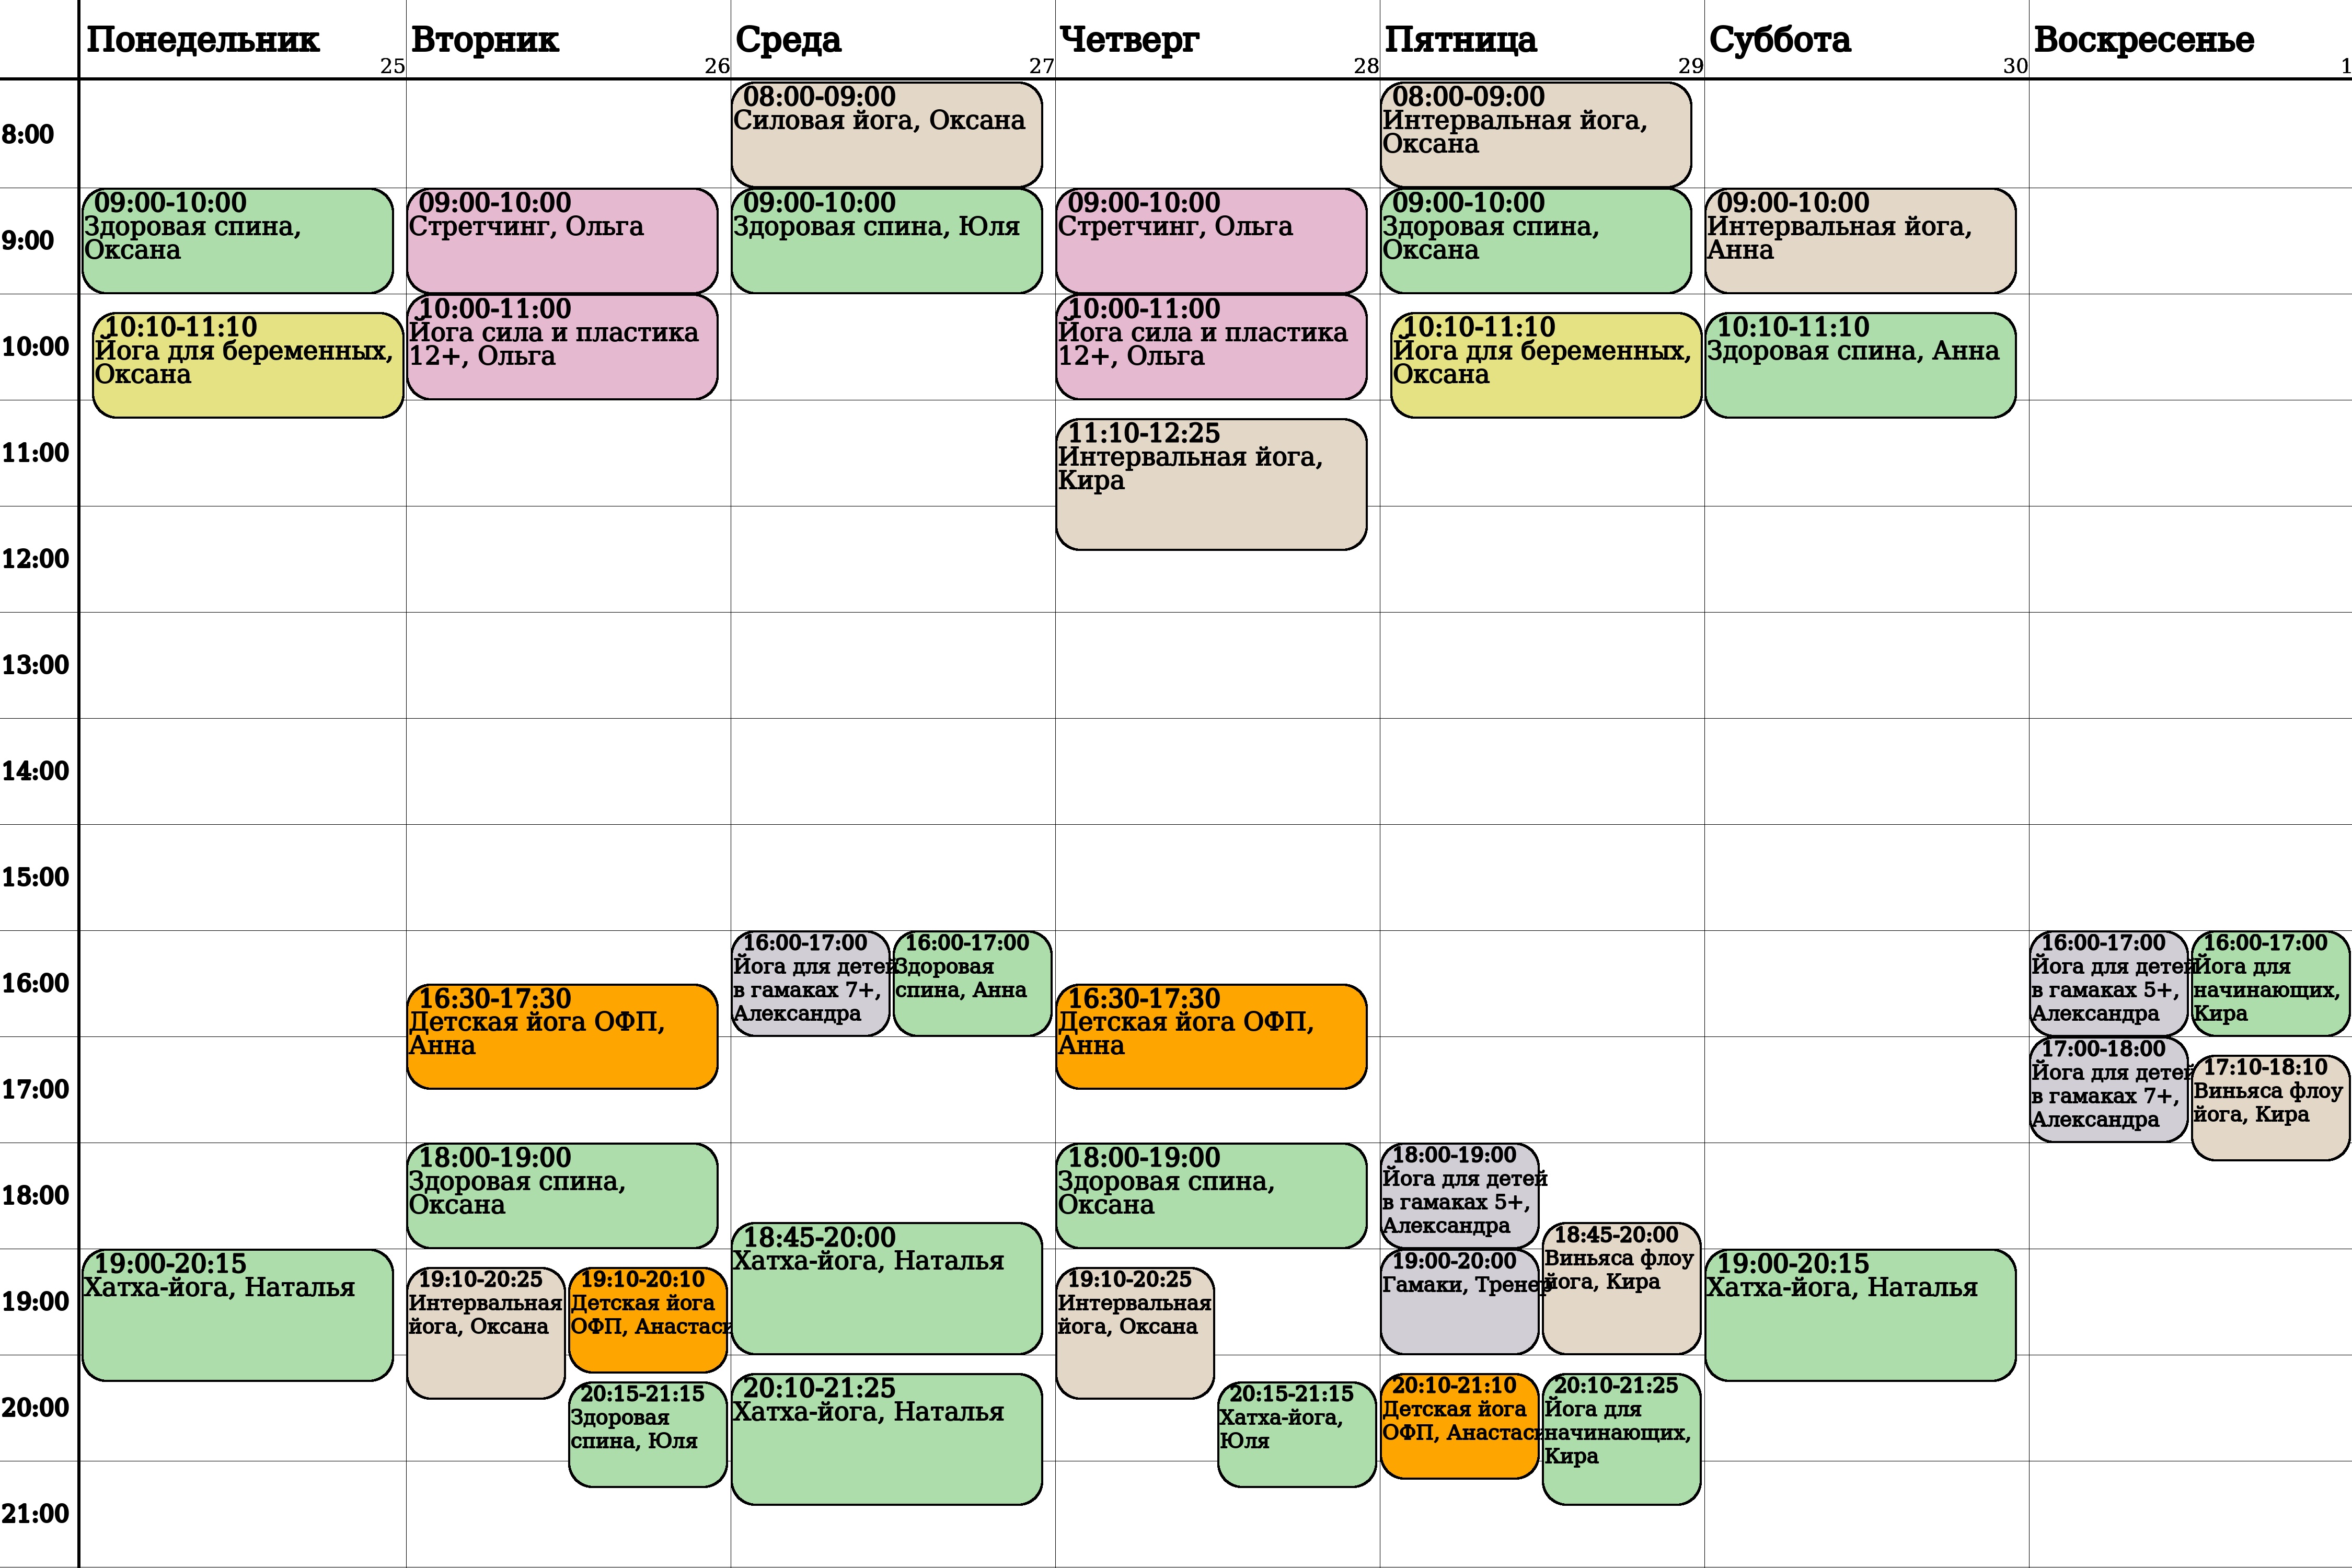 Понедельник
25
Вторник
26
Среда
27
Четверг
28
Пятница
29
Суббота
30
Воскресенье
1
8:00
9:00
10:00
11:00
12:00
13:00
14:00
15:00
16:00
17:00
18:00
19:00
20:00
21:00
09:00-10:00
Здоровая спина,
Оксана
10:10-11:10
Йога для беременных,
Оксана
19:00-20:15
Хатха-йога, Наталья
09:00-10:00
Стретчинг, Ольга
10:00-11:00
Йога сила и пластика
12+, Ольга
16:30-17:30
Детская йога ОФП,
Анна
18:00-19:00
Здоровая спина,
Оксана
19:10-20:25
Интервальная
йога, Оксана
19:10-20:10
Детская йога
ОФП, Анастаси
20:15-21:15
Здоровая
спина, Юля
08:00-09:00
Силовая йога, Оксана
09:00-10:00
Здоровая спина, Юля
16:00-17:00
Йога для детей
в гамаках 7+,
Александра
16:00-17:00
Здоровая
спина, Анна
18:45-20:00
Хатха-йога, Наталья
20:10-21:25
Хатха-йога, Наталья
09:00-10:00
Стретчинг, Ольга
10:00-11:00
Йога сила и пластика
12+, Ольга
11:10-12:25
Интервальная йога,
Кира
16:30-17:30
Детская йога ОФП,
Анна
18:00-19:00
Здоровая спина,
Оксана
19:10-20:25
Интервальная
йога, Оксана
20:15-21:15
Хатха-йога,
Юля
08:00-09:00
Интервальная йога,
Оксана
09:00-10:00
Здоровая спина,
Оксана
10:10-11:10
Йога для беременных,
Оксана
18:00-19:00
Йога для детей
в гамаках 5+,
Александра
18:45-20:00
Виньяса флоу
йога, Кира
19:00-20:00
Гамаки, Тренер
20:10-21:10
Детская йога
ОФП, Анастаси
20:10-21:25
Йога для
начинающих,
Кира
09:00-10:00
Интервальная йога,
Анна
10:10-11:10
Здоровая спина, Анна
19:00-20:15
Хатха-йога, Наталья
16:00-17:00
Йога для детей
в гамаках 5+,
Александра
16:00-17:00
Йога для
начинающих,
Кира
17:00-18:00
Йога для детей
в гамаках 7+,
Александра
17:10-18:10
Виньяса флоу
йога, Кира